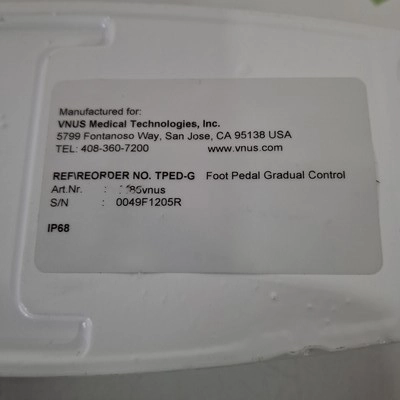 Manufactured for:
VNUS Medical Technologies, Inc.
5799 Fontanoso Way, San Jose, CA 95138 USA
TEL: 408-360-7200 www.vnus.com
REF\REORDER NO. TPED-G Foot Pedal Gradual Control
Art.Nr. :
S/N : 0049F1205R
IP68